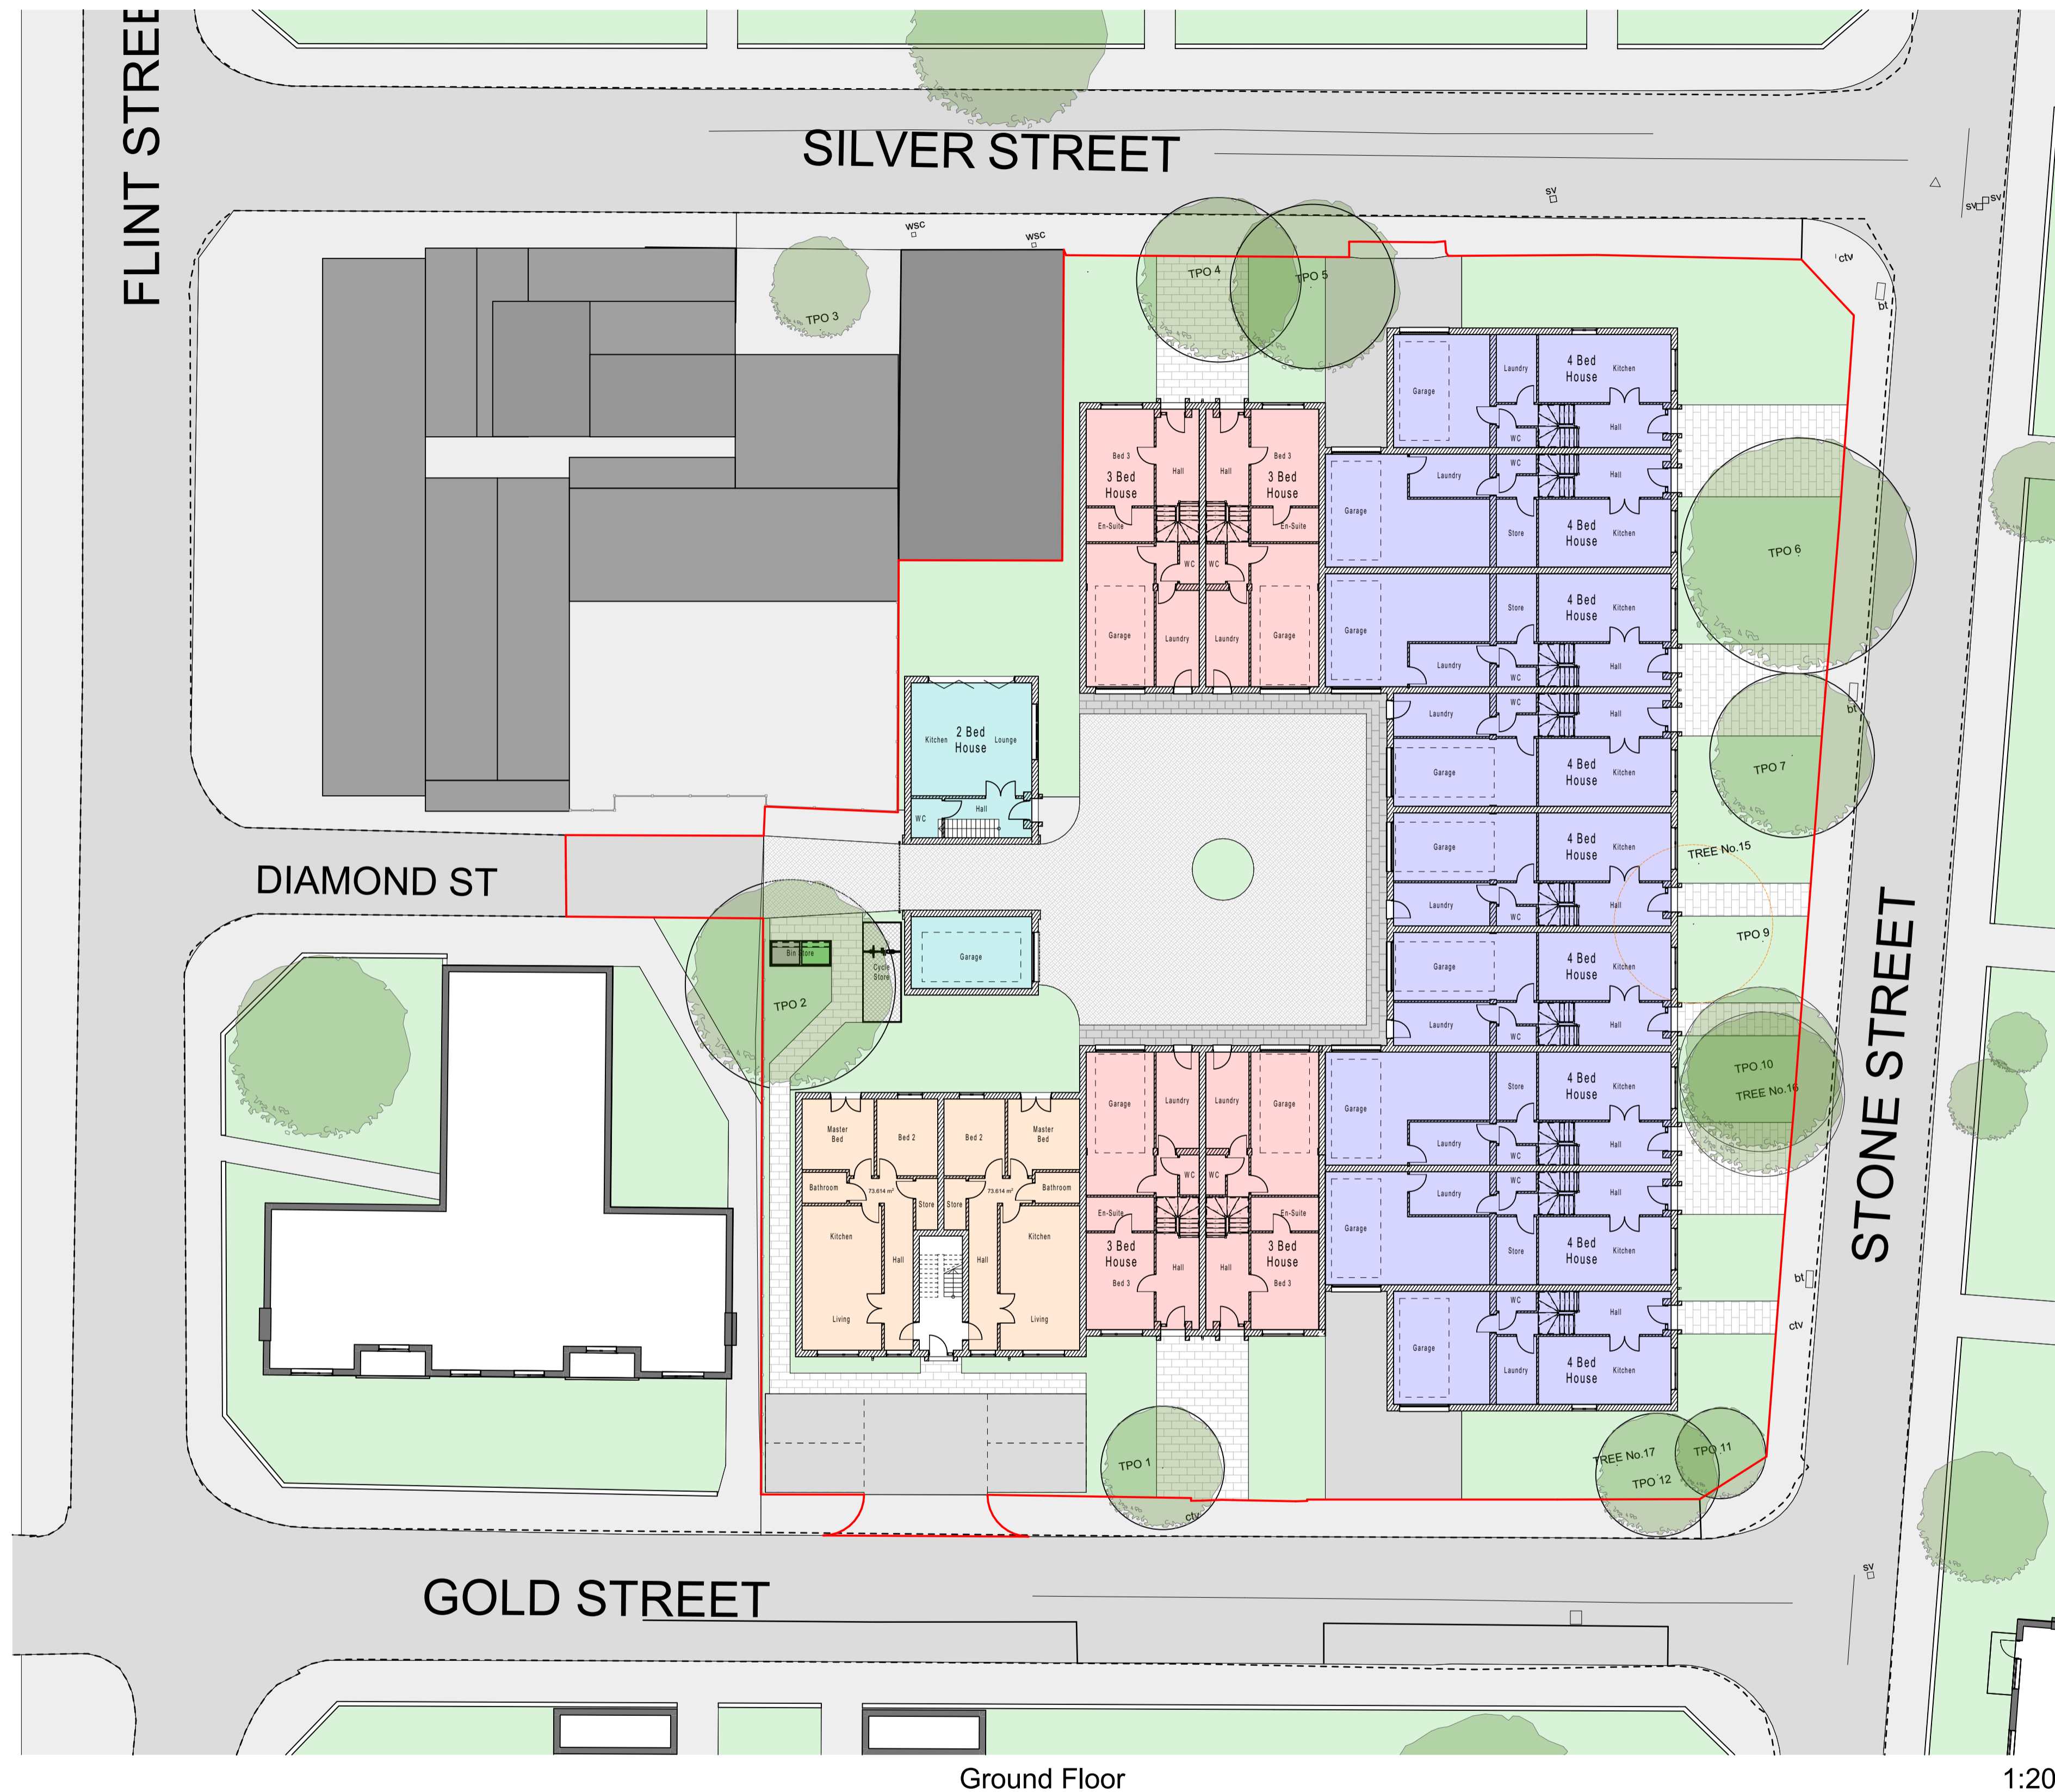 FLINT STREE
SILVER STREET
sv
sv
sv
wsc
wsc
ctv
bt
TPO 3
TPO 4
TPO 5
Garage
Laundry
4 Bed
House
Kitchen
WC
Hall
Bed 3
3 Bed
House
Hall
Hall
Bed 3
3 Bed
House
En-Suite
En-Suite
WC
WC
Garage
Laundry
Laundry
Garage
Garage
Laundry
WC
Hall
Store
4 Bed
House
Kitchen
TPO 6
Garage
Store
4 Bed
House
Kitchen
Laundry
WC
Hall
Laundry
WC
Hall
bt
Garage
4 Bed
House
Kitchen
TPO 7
Kitchen
2 Bed
House
Lounge
Hall
WC
Garage
4 Bed
House
Kitchen
TREE No.15
Laundry
WC
Hall
TPO 9
DIAMOND ST
Bin store
Cycle
Store
Garage
TPO 2
Garage
4 Bed
House
Kitchen
Laundry
WC
Hall
STONE STREET
TPO 10
TREE No.16
Garage
Store
4 Bed
House
Kitchen
Laundry
WC
Hall
Garage
Laundry
Laundry
Garage
WC
WC
En-Suite
En-Suite
3 Bed
House
Bed 3
Hall
Hall
3 Bed
House
Bed 3
Master
Bed
Bed 2
Bed 2
Master
Bed
Bathroom
73.614 m²
Store
Store
73.614 m²
Bathroom
Kitchen
Hall
Hall
Kitchen
Living
Living
Garage
Laundry
WC
Hall
Store
4 Bed
House
Kitchen
bt
Garage
WC
Hall
Laundry
4 Bed
House
Kitchen
ctv
TPO 1
ctv
TREE No.17
TPO 11
TPO 12
sv
GOLD STREET
Ground Floor
1:20